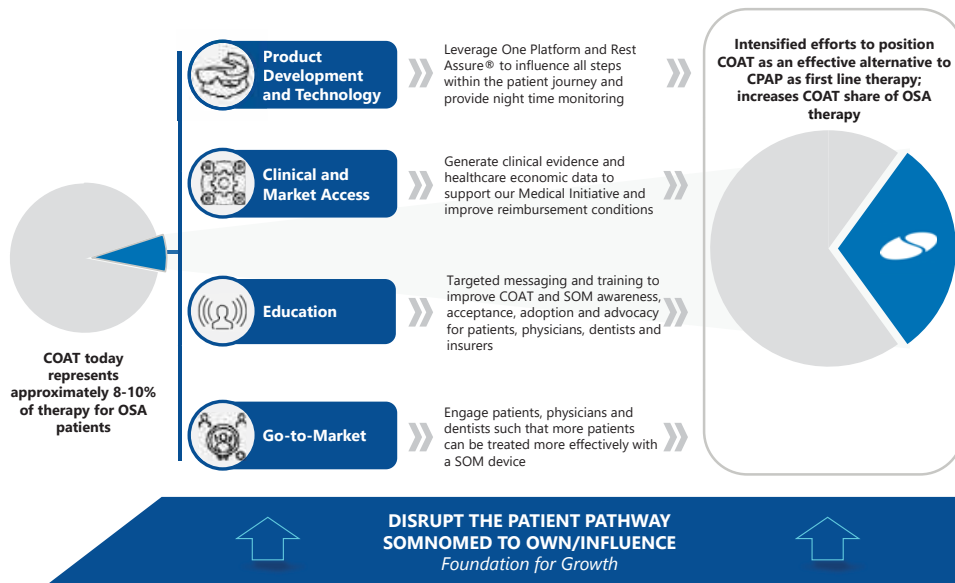 COAT today
represents
approximately 8-10%
of therapy for OSA
patients
Product
Development
and Technology
Leverage One Platform and Rest
Assure® to influence all steps
within the patient journey and
provide night time monitoring
Clinical and
Market Access
Generate clinical evidence and
healthcare economic data to
support our Medical Initiative and
improve reimbursement conditions
Education
Targeted messaging and training to
improve COAT and SOM awareness,
acceptance, adoption and advocacy
for patients, physicians, dentists and
insurers
Go-to-Market
Engage patients, physicians and
dentists such that more patients
can be treated more effectively with
a SOM device
Intensified efforts to position
COAT as an effective alternative to
CPAP as first line therapy;
increases COAT share of OSA
therapy
DISRUPT THE PATIENT PATHWAY
SOMNOMED TO OWN/INFLUENCE
Foundation for Growth